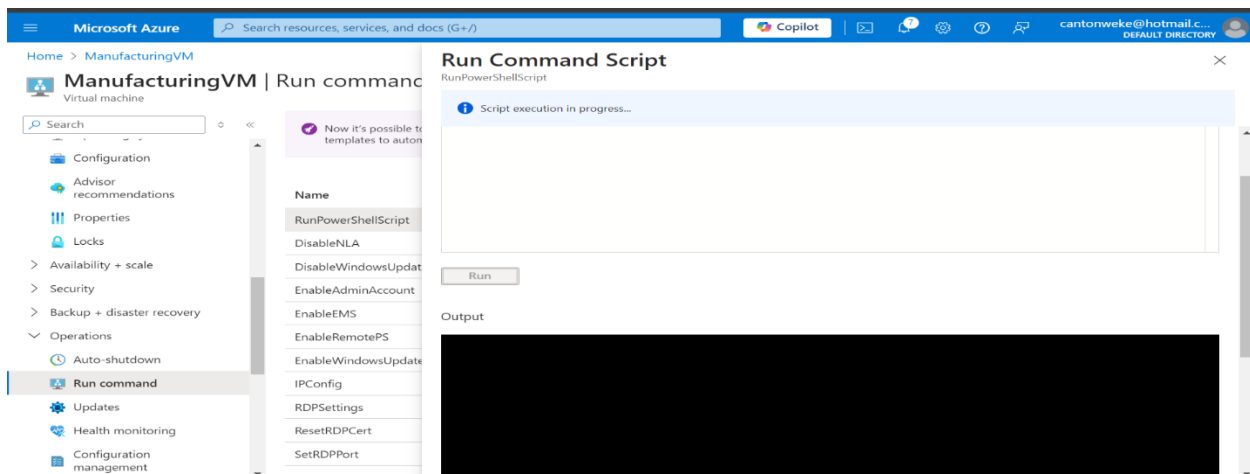 Microsoft Azure
Search resources, services, and docs (G+/)
Copilot
7
cantonweke@hotmail.c...
DEFAULT DIRECTORY
Home > ManufacturingVM
ManufacturingVM | Run command
Virtual machine
Search
Configuration
Advisor
recommendations
Properties
Locks
Availability + scale
Security
Backup + disaster recovery
Operations
Auto-shutdown
Run command
Updates
Health monitoring
Configuration
management
Now it's possible to
templates to autom
Name
RunPowerShellScript
DisableNLA
DisableWindowsUpdat
EnableAdminAccount
EnableEMS
EnableRemotePS
EnableWindowsUpdate
IPConfig
RDPSettings
ResetRDPCert
SetRDPPort
Run Command Script
RunPowerShellScript
Script execution in progress...
Run
Output